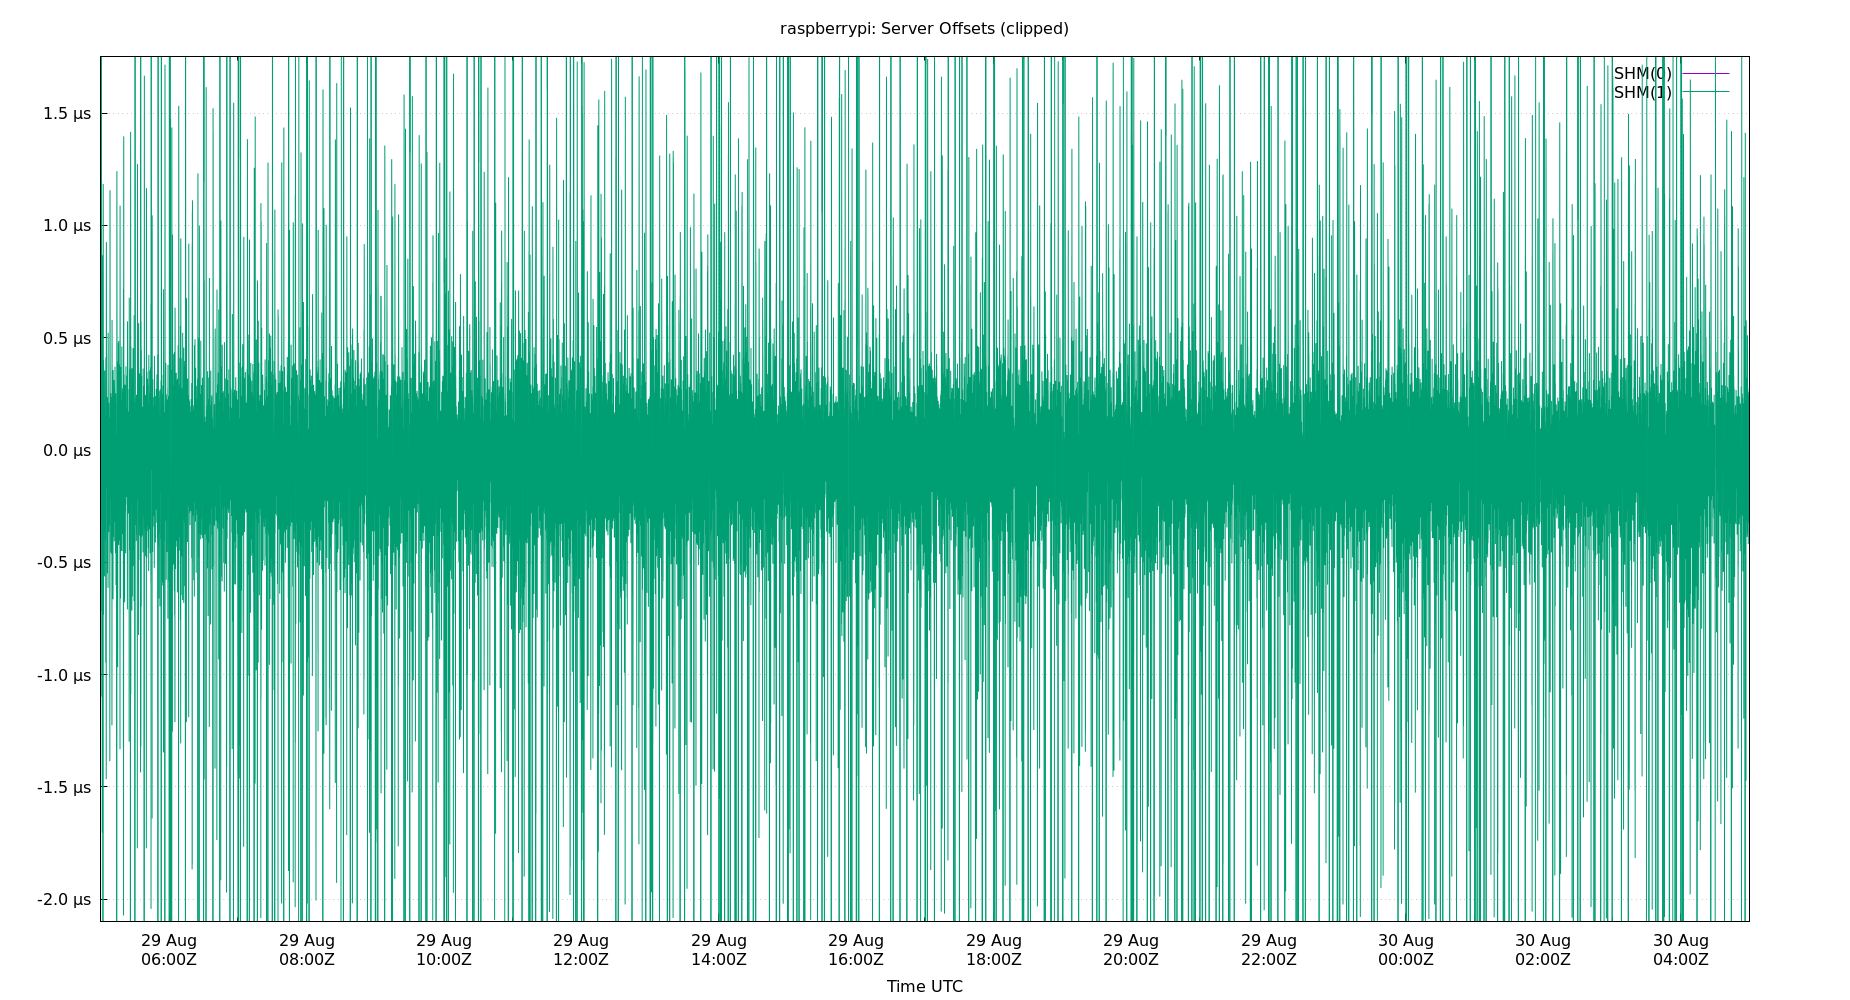 raspberrypi: Server Offsets (clipped)
SHM(0)
SHM(1)
1.5 µs
1.0 µs
0.5 µs
0.0 µs
-0.5 µs
-1.0 µs
-1.5 µs
-2.0 µs
29 Aug 29 Aug 29 Aug 29 Aug 29 Aug 29 Aug 29 Aug 29 Aug 29 Aug 30 Aug 30 Aug 30 Aug
06:00Z 08:00Z 10:00Z 12:00Z 14:00Z 16:00Z 18:00Z 20:00Z 22:00Z 00:00Z 02:00Z 04:00Z
Time UTC